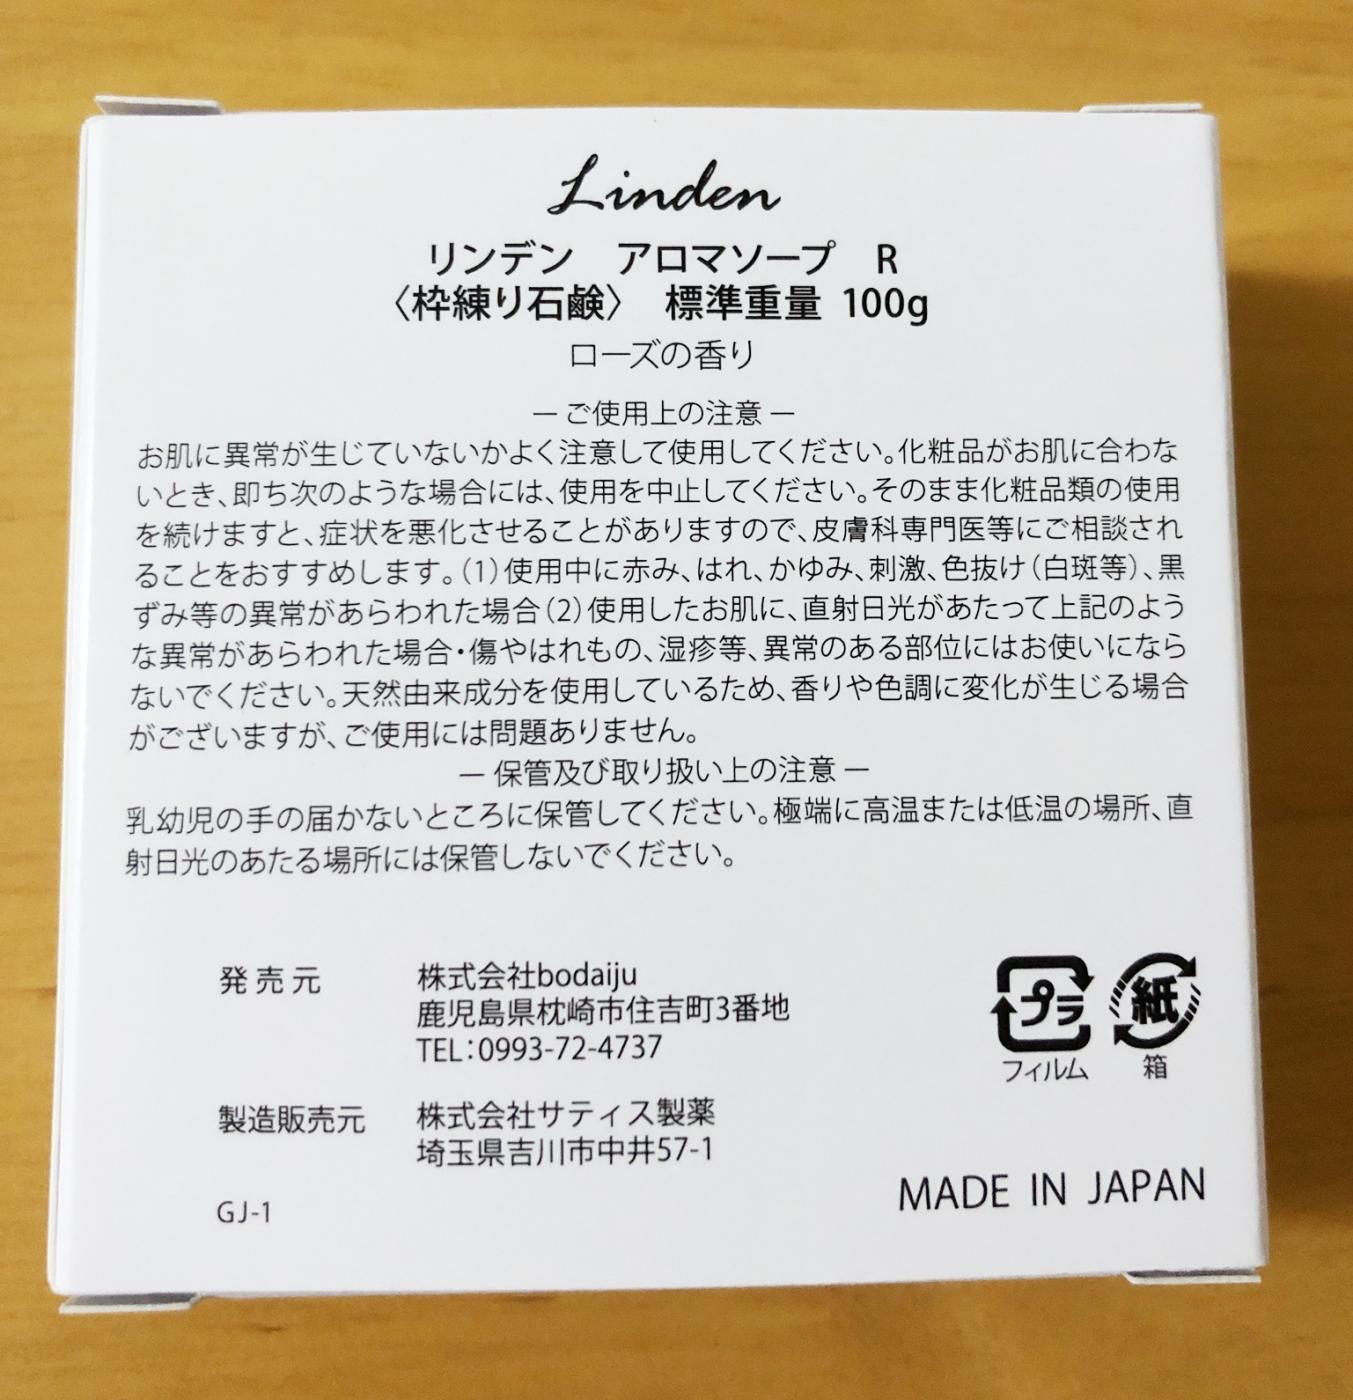 Linden
リンデン　アロマソープ　R
〈枠練り石鹸〉　標準重量 100g
ローズの香り
— ご使用上の注意 —
お肌に異常が生じていないかよく注意して使用してください。化粧品がお肌に合わな
いとき、即ち次のような場合には、使用を中止してください。そのまま化粧品類の使用
を続けますと、症状を悪化させることがありますので、皮膚科専門医等にご相談され
ることをおすすめします。（1）使用中に赤み、はれ、かゆみ、刺激、色抜け（白斑等）、黒
ずみ等の異常があらわれた場合（2）使用したお肌に、直射日光があたって上記のよう
な異常があらわれた場合・傷やはれもの、湿疹等、異常のある部位にはお使いになら
ないでください。天然由来成分を使用しているため、香りや色調に変化が生じる場合
がございますが、ご使用には問題ありません。
— 保管及び取り扱い上の注意 —
乳幼児の手の届かないところに保管してください。極端に高温または低温の場所、直
射日光のあたる場所には保管しないでください。
発売元　株式会社bodaiju
鹿児島県枕崎市住吉町3番地
TEL：0993-72-4737
プラ　紙
フィルム　箱
製造販売元　株式会社サティス製薬
埼玉県吉川市中井57-1
GJ-1
MADE IN JAPAN